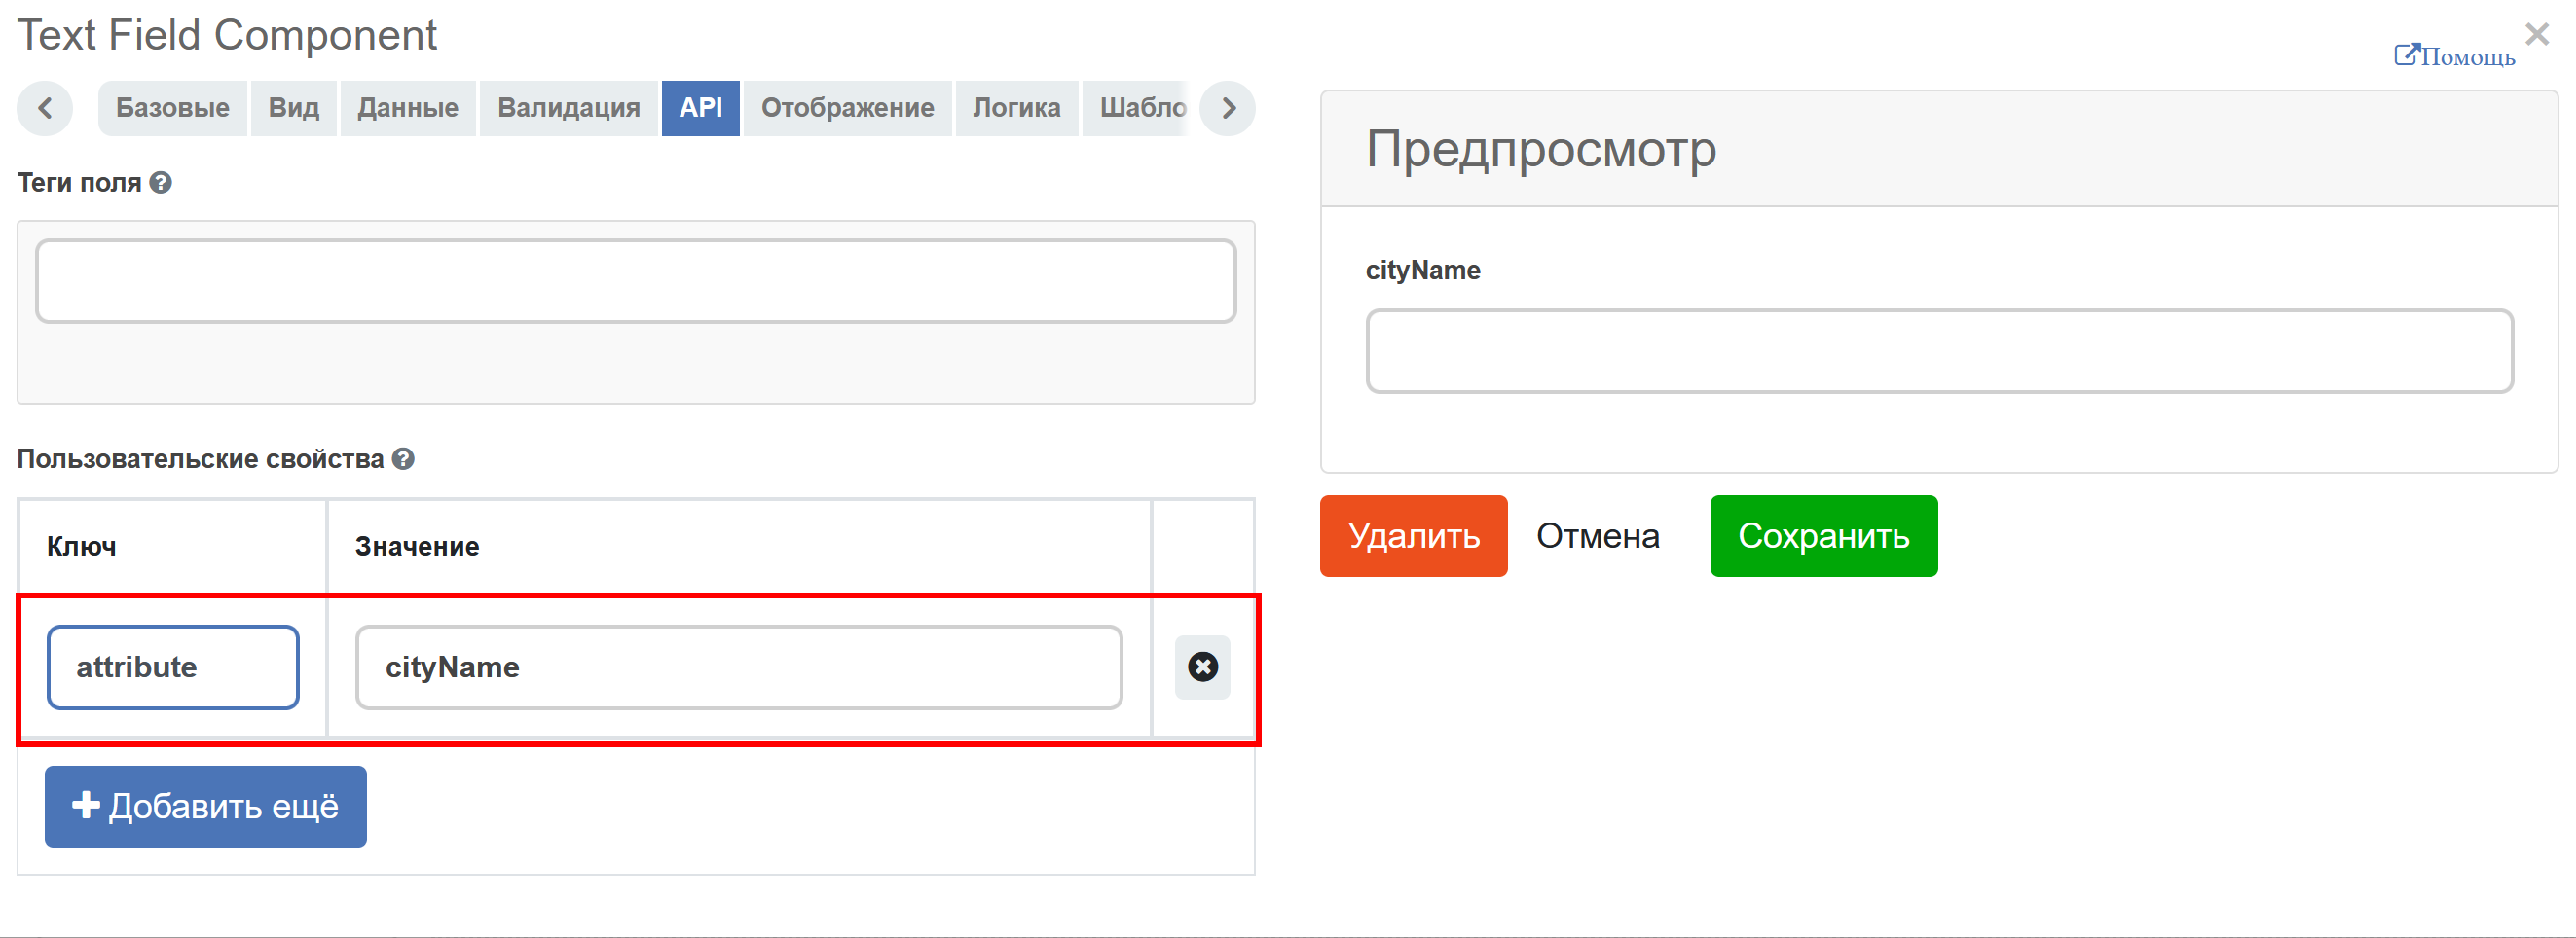 Text Field Component
Помощь
Базовые Вид Данные Валидация API Отображение Логика Шабло
Теги поля
Пользовательские свойства
Ключ Значение
attribute cityName
Добавить ещё
Предпросмотр
cityName
Удалить Отмена Сохранить